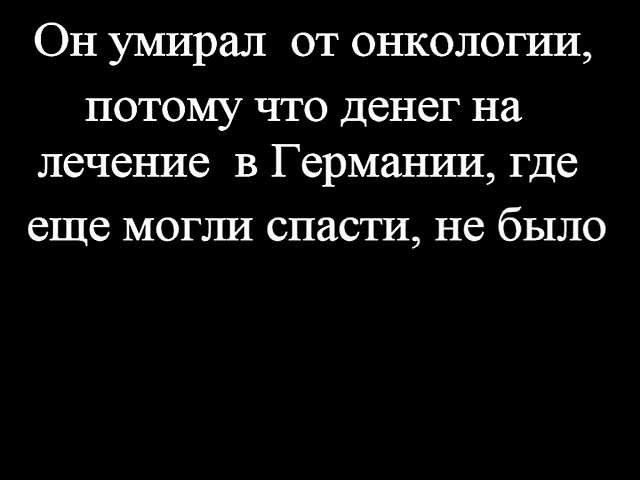 Он умирал от онкологии,
потому что денег на
лечение в Германии, где
еще могли спасти, не было